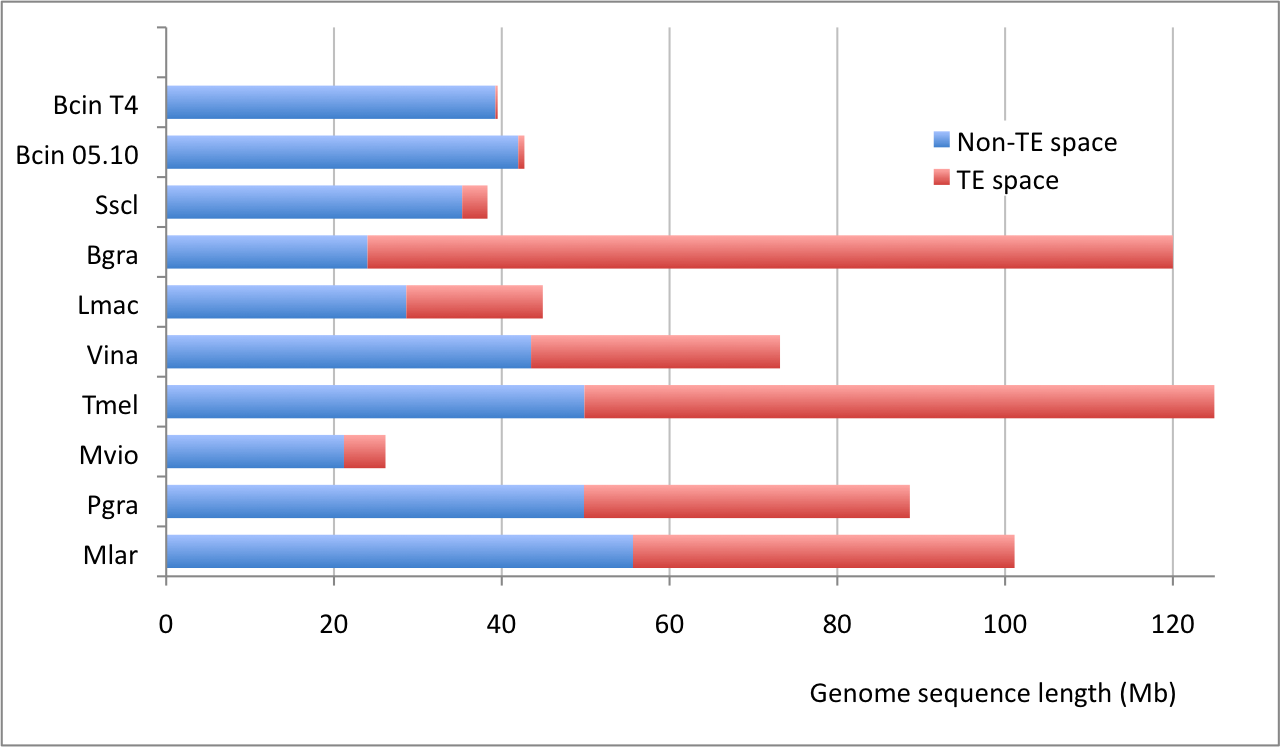 Bcin T4
Bcin 05.10
Sscl
Bgra
Lmac
Vina
Tmel
Mvio
Pgra
Mlar
Non-TE space
TE space
0 20 40 60 80 100 120
Genome sequence length (Mb)